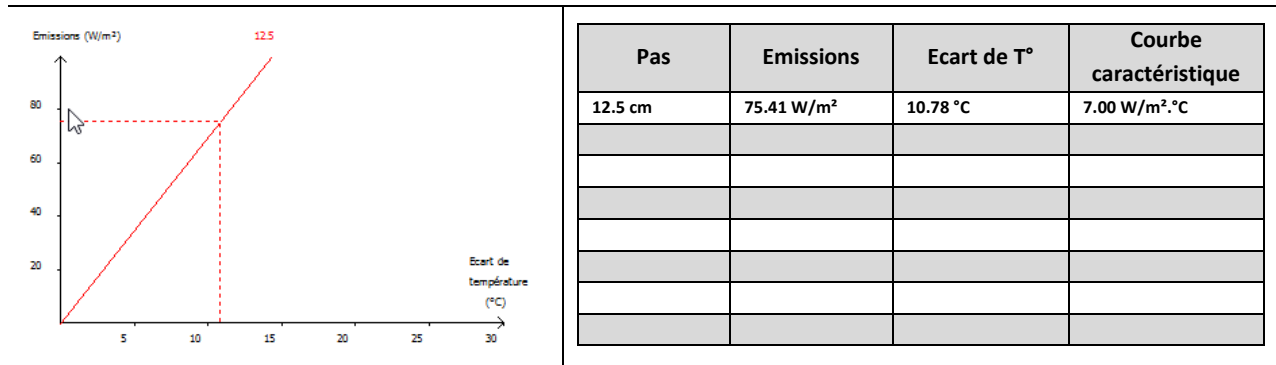 Emissions (W/m²)
12.5
80
60
40
20
Ecart de
température
(°C)
5 10 15 20 25 30
Pas Emissions Ecart de T° Courbe
caractéristique
12.5 cm 75.41 W/m² 10.78 °C 7.00 W/m².°C